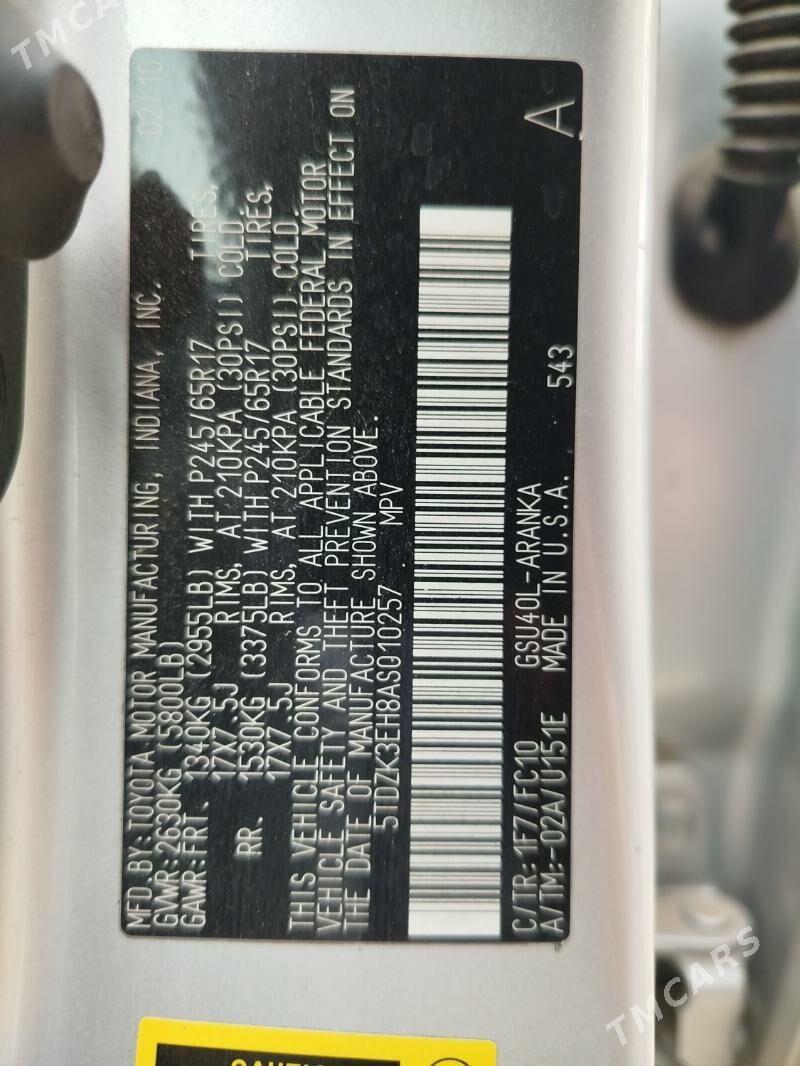 MFD.BY:TOYOTA MOTOR MANUFACTURING, INDIANA, INC. 02/10
GVWR:2630KG (5800LB)
GAWR:FRT. 1340KG (2955LB) WITH P245/65R17 TIRES,
17X7.5J RIMS, AT 210KPA (30PSI) COLD.
RR. 1530KG (3375LB) WITH P245/65R17 TIRES,
17X7.5J RIMS, AT 210KPA (30PSI) COLD.
THIS VEHICLE CONFORMS TO ALL APPLICABLE FEDERAL MOTOR
VEHICLE SAFETY AND THEFT PREVENTION STANDARDS IN EFFECT ON
THE DATE OF MANUFACTURE SHOWN ABOVE.
5TDZK3EH8AS010257 MPV
A
C/TR:1F7/FC10 GSU40L-ARANKA
A/TM:-02A/U151E MADE IN U.S.A. 543
CAUTION
TMCARS
TMCARS